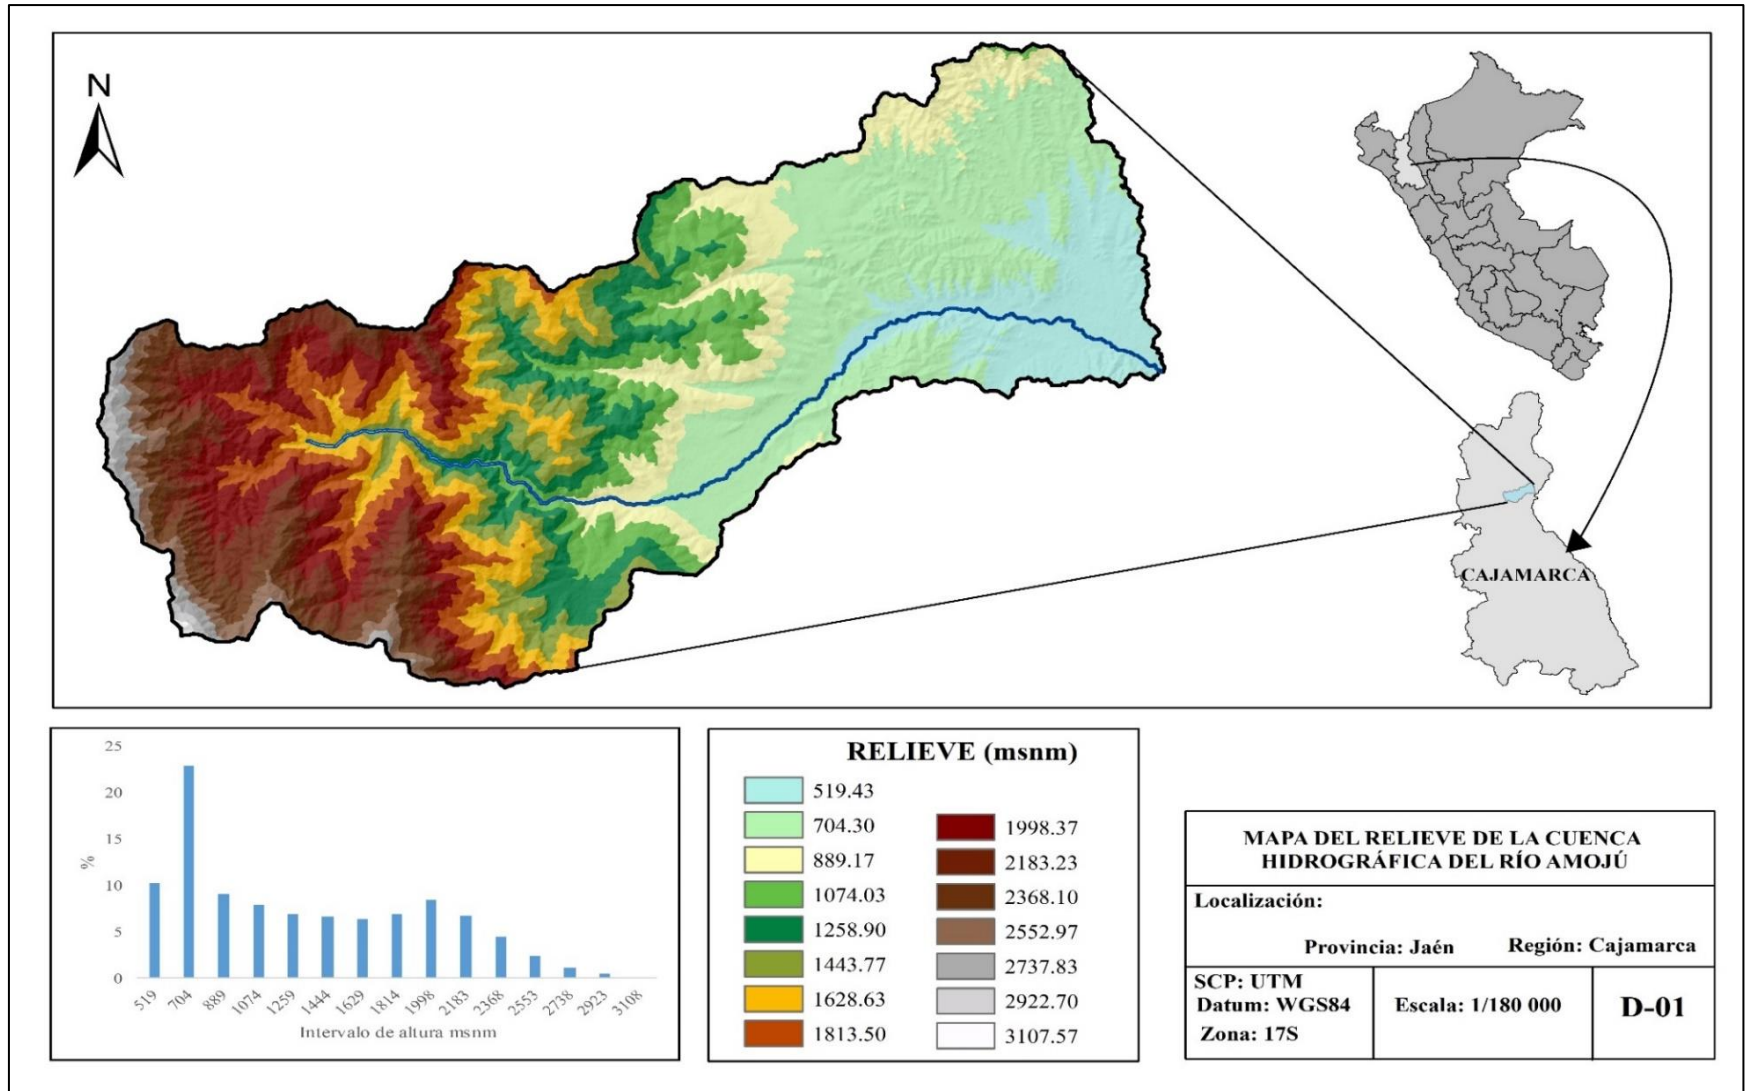 N
CAJAMARCA
25
20
15
10
5
0
%
519
704
889
1074
1259
1444
1629
1814
1998
2183
2368
2553
2738
2923
3108
Intervalo de altura msnm
RELIEVE (msnm)
519.43
704.30
889.17
1074.03
1258.90
1443.77
1628.63
1813.50
1998.37
2183.23
2368.10
2552.97
2737.83
2922.70
3107.57
MAPA DEL RELIEVE DE LA CUENCA
HIDROGRÁFICA DEL RÍO AMOJÚ
Localización:
Provincia: Jaén Región: Cajamarca
SCP: UTM
Datum: WGS84
Zona: 17S
Escala: 1/180 000
D-01